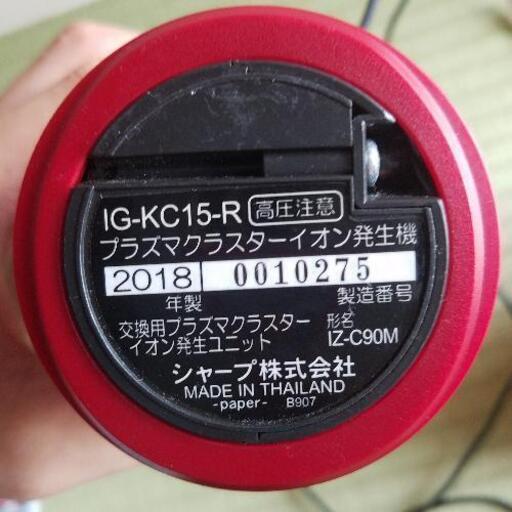 IG-KC15-R 高圧注意
プラズマクラスターイオン発生機
2018 0010275
年製 製造番号
交換用プラズマクラスター 形名
イオン発生ユニット IZ-C90M
シャープ株式会社
MADE IN THAILAND
-paper- B907